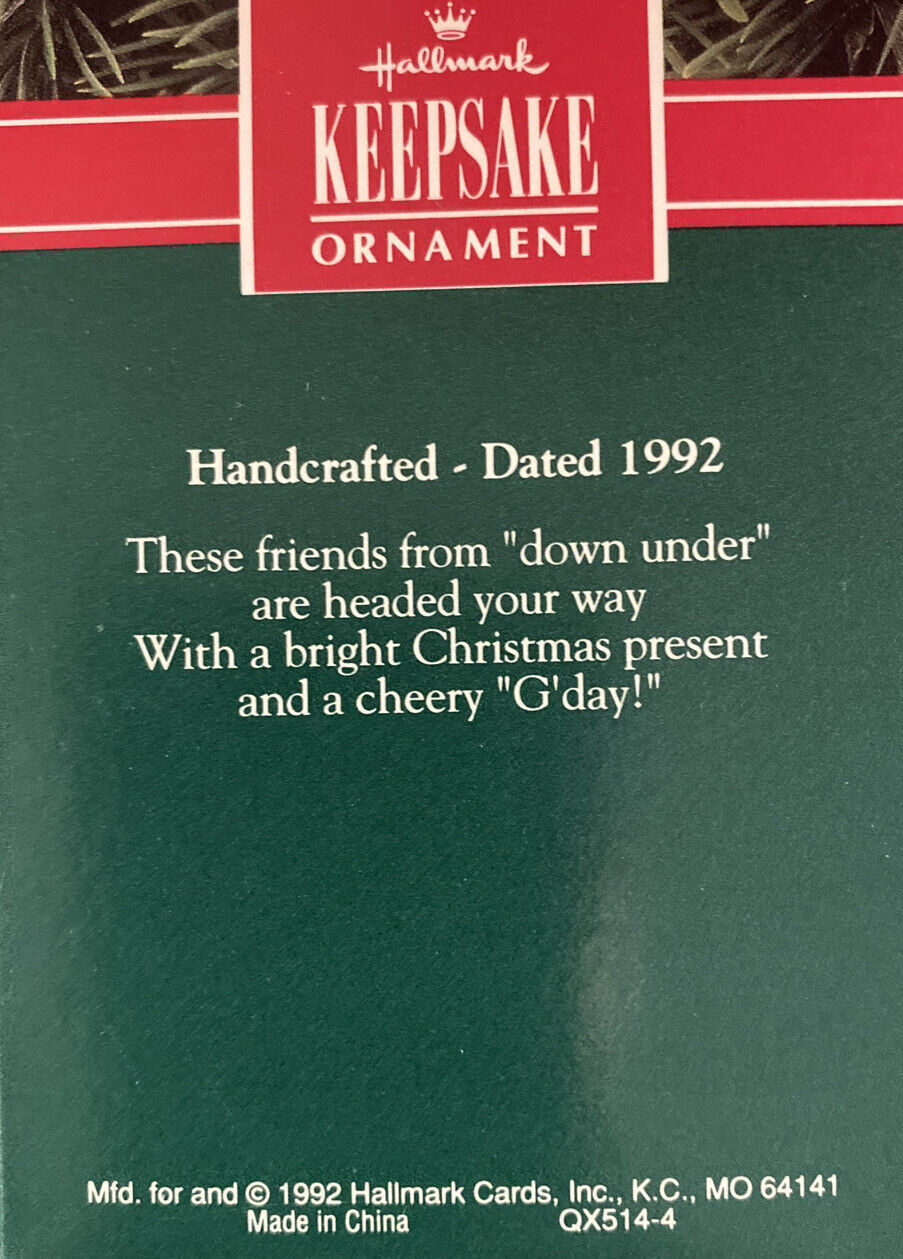 Hallmark
KEEPSAKE
ORNAMENT
Handcrafted - Dated 1992
These friends from "down under"
are headed your way
With a bright Christmas present
and a cheery "G'day!"
Mfd. for and © 1992 Hallmark Cards, Inc., K.C., MO 64141
Made in China QX514-4